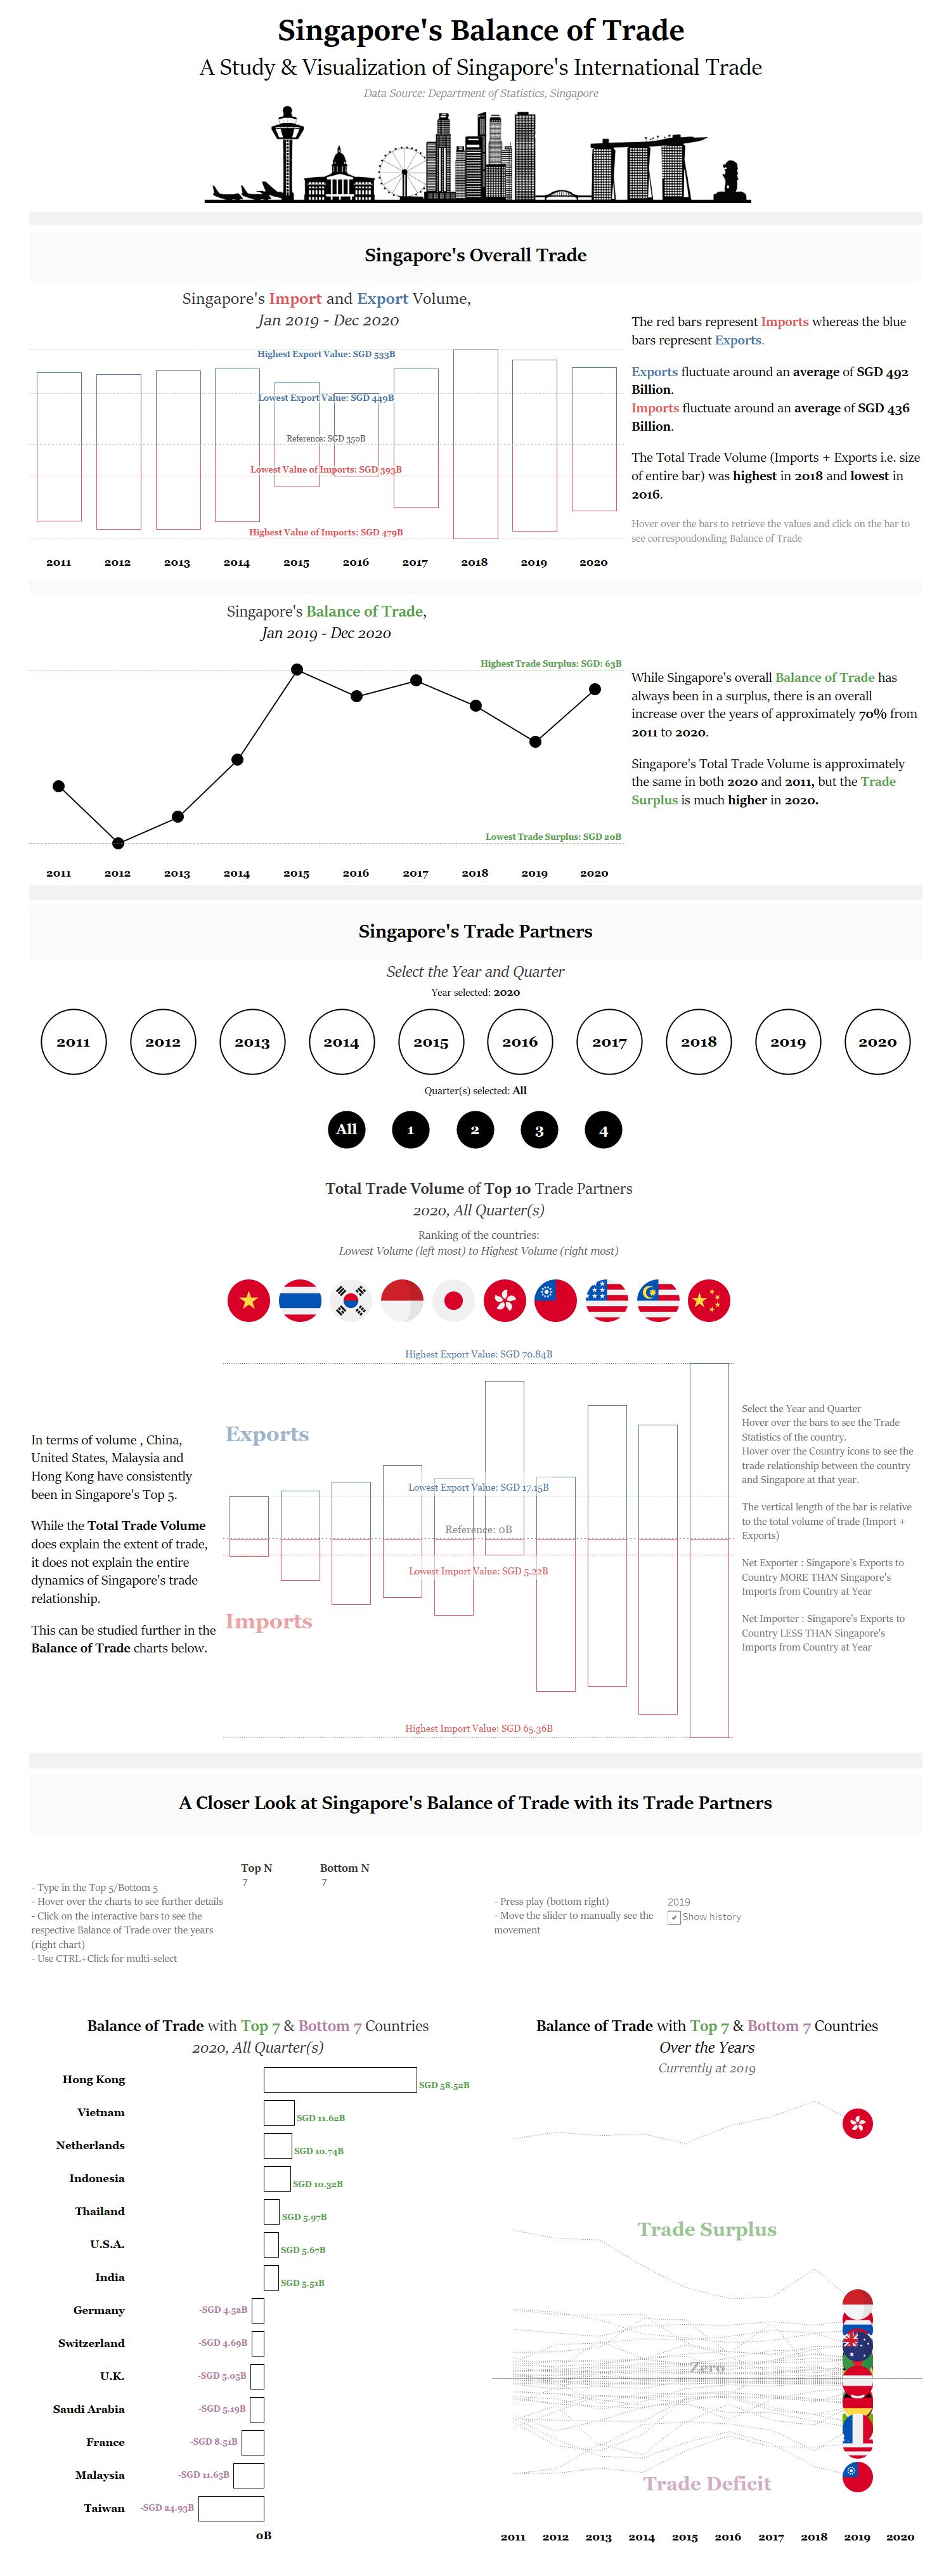 Singapore's Balance of Trade
A Study & Visualization of Singapore's International Trade
Data Source: Department of Statistics, Singapore
Singapore's Overall Trade
Singapore's Import and Export Volume,
Jan 2019 - Dec 2020
Highest Export Value: SGD 533B
Lowest Export Value: SGD 449B
Reference: SGD 350B
Lowest Value of Imports: SGD 393B
Highest Value of Imports: SGD 479B
2011 2012 2013 2014 2015 2016 2017 2018 2019 2020
The red bars represent Imports whereas the blue
bars represent Exports.
Exports fluctuate around an average of SGD 492
Billion.
Imports fluctuate around an average of SGD 436
Billion.
The Total Trade Volume (Imports + Exports i.e. size
of entire bar) was highest in 2018 and lowest in
2016.
Hover over the bars to retrieve the values and click on the bar to
see correspondonding Balance of Trade
Singapore's Balance of Trade,
Jan 2019 - Dec 2020
Highest Trade Surplus: SGD: 63B
Lowest Trade Surplus: SGD 20B
2011 2012 2013 2014 2015 2016 2017 2018 2019 2020
While Singapore's overall Balance of Trade has
always been in a surplus, there is an overall
increase over the years of approximately 70% from
2011 to 2020.
Singapore's Total Trade Volume is approximately
the same in both 2020 and 2011, but the Trade
Surplus is much higher in 2020.
Singapore's Trade Partners
Select the Year and Quarter
Year selected: 2020
2011 2012 2013 2014 2015 2016 2017 2018 2019 2020
Quarter(s) selected: All
All 1 2 3 4
Total Trade Volume of Top 10 Trade Partners
2020, All Quarter(s)
Ranking of the countries:
Lowest Volume (left most) to Highest Volume (right most)
In terms of volume , China,
United States, Malaysia and
Hong Kong have consistently
been in Singapore's Top 5.
While the Total Trade Volume
does explain the extent of trade,
it does not explain the entire
dynamics of Singapore's trade
relationship.
This can be studied further in the
Balance of Trade charts below.
Highest Export Value: SGD 70.84B
Exports
Lowest Export Value: SGD 17.15B
Reference: 0B
Lowest Import Value: SGD 5.22B
Imports
Highest Import Value: SGD 65.36B
Select the Year and Quarter
Hover over the bars to see the Trade
Statistics of the country.
Hover over the Country icons to see the
trade relationship between the country
and Singapore at that year.
The vertical length of the bar is relative
to the total volume of trade (Import +
Exports)
Net Exporter : Singapore's Exports to
Country MORE THAN Singapore's
Imports from Country at Year
Net Importer : Singapore's Exports to
Country LESS THAN Singapore's
Imports from Country at Year
A Closer Look at Singapore's Balance of Trade with its Trade Partners
- Type in the Top 5/Bottom 5
- Hover over the charts to see further details
- Click on the interactive bars to see the
respective Balance of Trade over the years
(right chart)
- Use CTRL+Click for multi-select
Top N Bottom N
7 7
- Press play (bottom right)
- Move the slider to manually see the
movement
2019
Show history
Balance of Trade with Top 7 & Bottom 7 Countries
2020, All Quarter(s)
Hong Kong SGD 58.52B
Vietnam SGD 11.62B
Netherlands SGD 10.74B
Indonesia SGD 10.32B
Thailand SGD 5.97B
U.S.A. SGD 5.67B
India SGD 5.51B
Germany -SGD 4.52B
Switzerland -SGD 4.69B
U.K. -SGD 5.05B
Saudi Arabia -SGD 5.19B
France -SGD 8.51B
Malaysia -SGD 11.65B
Taiwan -SGD 24.93B
0B
Balance of Trade with Top 7 & Bottom 7 Countries
Over the Years
Currently at 2019
Trade Surplus
Zero
Trade Deficit
2011 2012 2013 2014 2015 2016 2017 2018 2019 2020